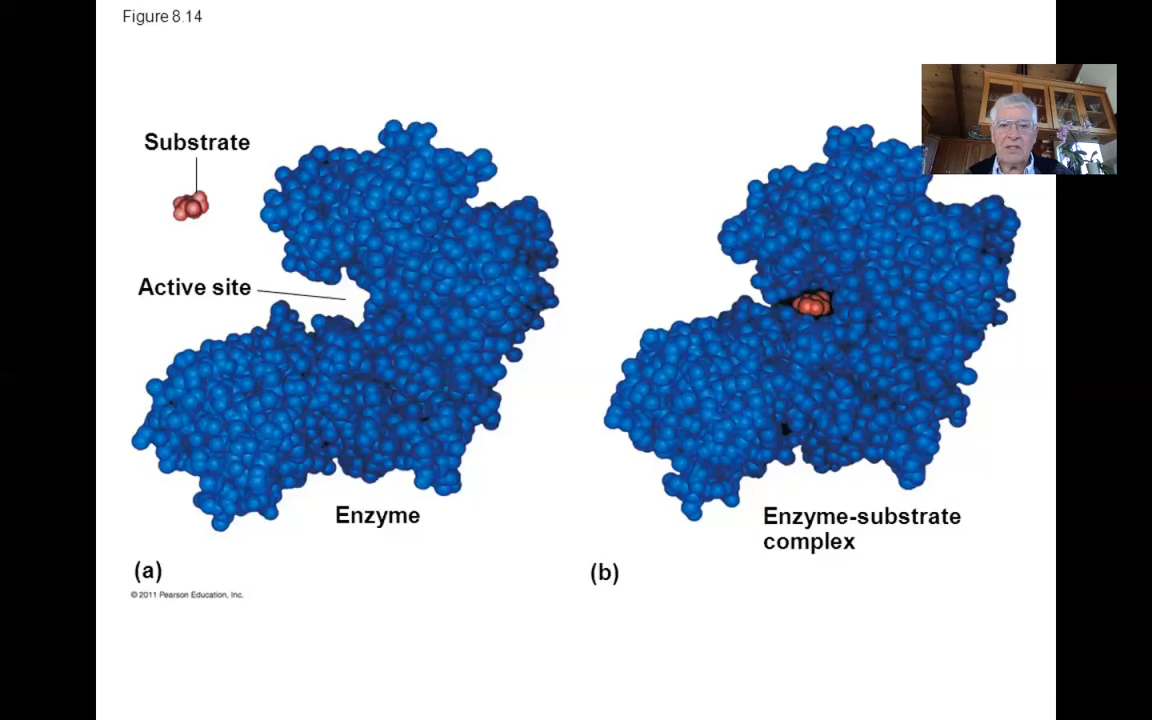 Figure 8.14
Substrate
Active site
Enzyme
(a)
Enzyme-substrate
complex
(b)
© 2011 Pearson Education, Inc.